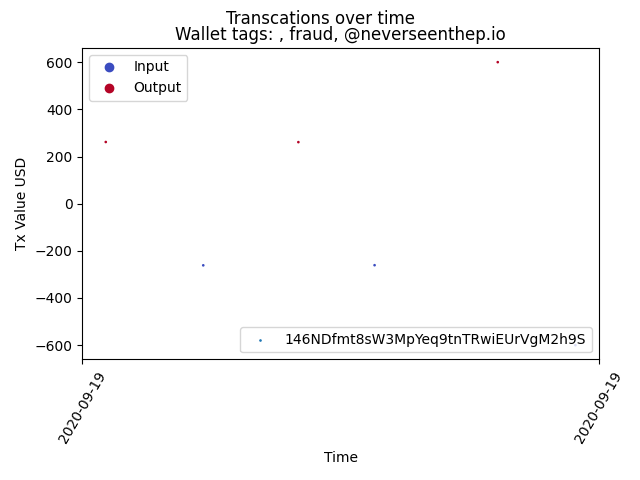 Transcations over time
Wallet tags: , fraud, @neverseenthep.io
Input
Output
600
400
200
0
−200
−400
−600
Tx Value USD
146NDfmt8sW3MpYeq9tnTRwiEUrVgM2h9S
2020-09-19
2020-09-19
Time